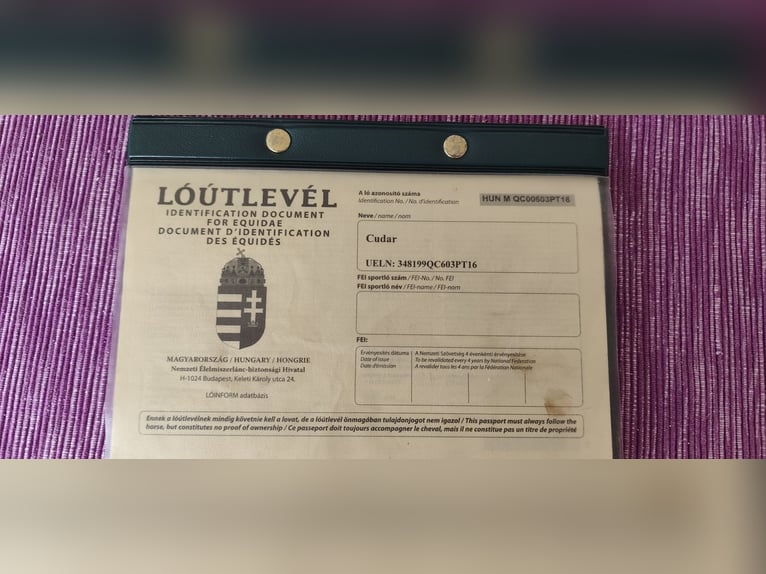 LÓÚTLEVÉL
IDENTIFICATION DOCUMENT
FOR EQUIDAE
DOCUMENT D'IDENTIFICATION
DES ÉQUIDÉS
MAGYARORSZÁG / HUNGARY / HONGRIE
Nemzeti Élelmiszerlánc-biztonsági Hivatal
H-1024 Budapest, Keleti Károly utca 24.
LÓINFORM adatbázis
A ló azonosító száma
Identification No. / No. d'identification
HUN M QC00603PT16
Neve / name / nom
Cudar
UELN: 348199QC603PT16
FEI sportló szám / FEI-No. / No. FEI
FEI sportló név / FEI-name / FEI-nom
FEI:
Érvényesítés dátuma
Date of issue
Date d'émission
A Nemzeti Szövetség 4 évenkénti érvényesítése
To be revalidated every 4 years by National Federation
A revalider tous les 4 ans par la Fédération Nationale
Ennek a lóútlevélnek mindig követnie kell a lovat, de a lóútlevél önmagában tulajdonjogot nem igazol / This passport must always follow the
horse, but constitutes no proof of ownership / Ce passeport doit toujours accompagner le cheval, mais il ne constitue pas un titre de propriété